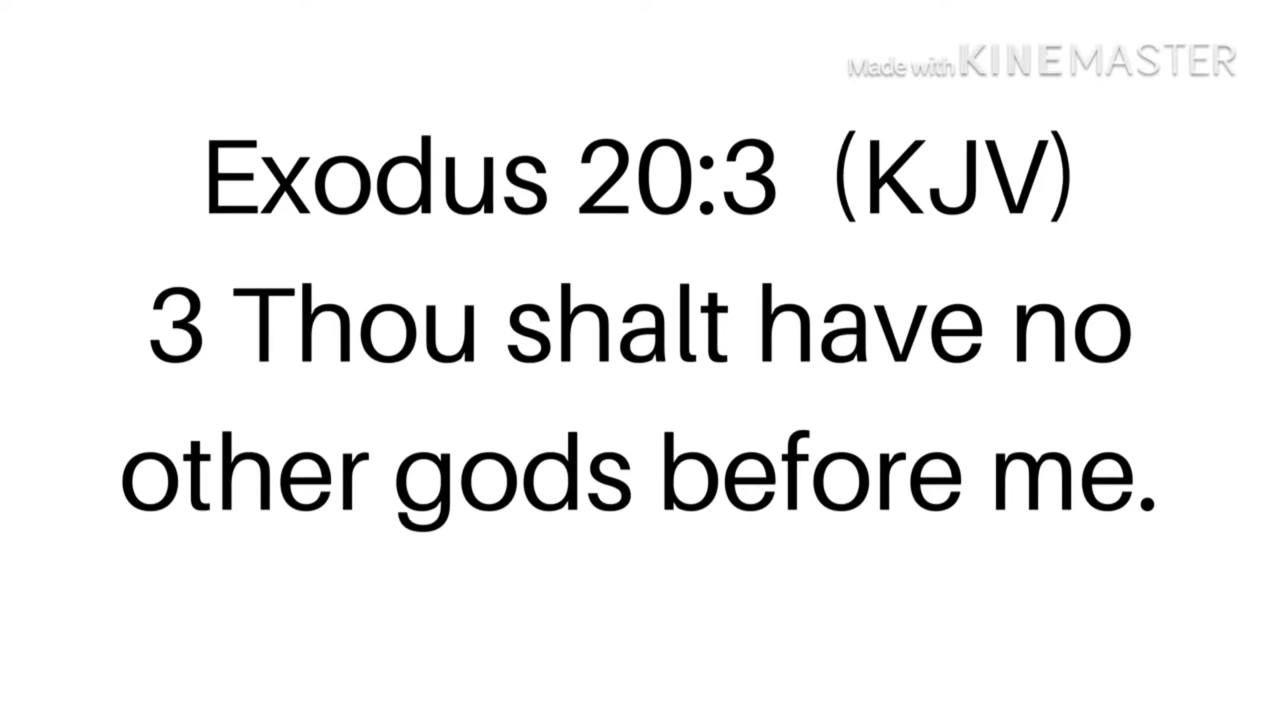 Made with KINEMASTER
Exodus 20:3 (KJV)
3 Thou shalt have no
other gods before me.